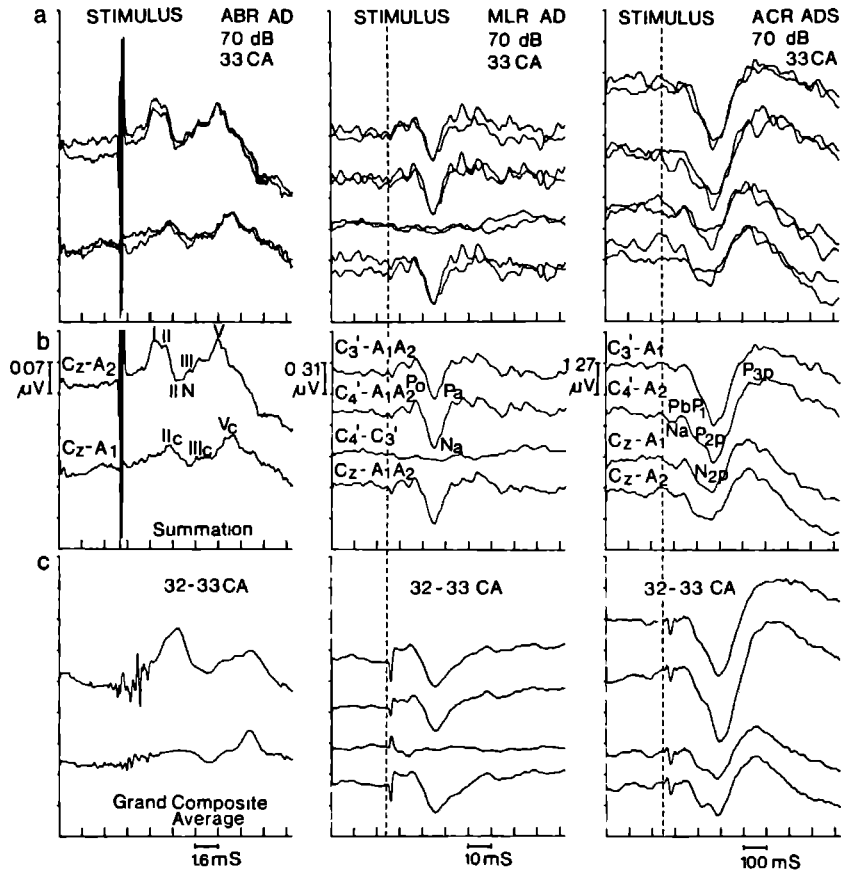 a
STIMULUS ABR AD
70 dB
33 CA
STIMULUS MLR AD
70 dB
33 CA
STIMULUS ACR ADS
70 dB
33 CA
b
0.07
µV
Cz-A2
I II V
III
II N
Cz-A1
IIc IIIc Vc
Summation
0.31
µV
C3'-A1A2
Po Pa
C4'-A1A2
Na
C4'-C3'
Cz-A1A2
1.27
µV
C3'-A1
P3p
C4'-A2
PbP1
Na P2p
Cz-A1
N2p
Cz-A2
c
32-33 CA
Grand Composite
Average
32-33 CA
32-33 CA
1.6 mS
10 mS
100 mS